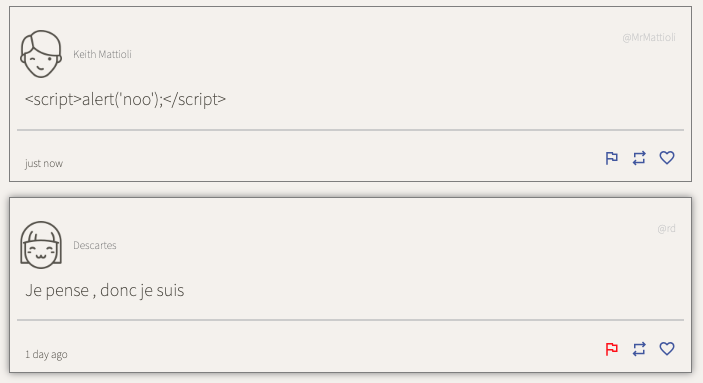 @MrMattioli
Keith Mattioli
<script>alert('noo');</script>
just now
@rd
Descartes
Je pense , donc je suis
1 day ago